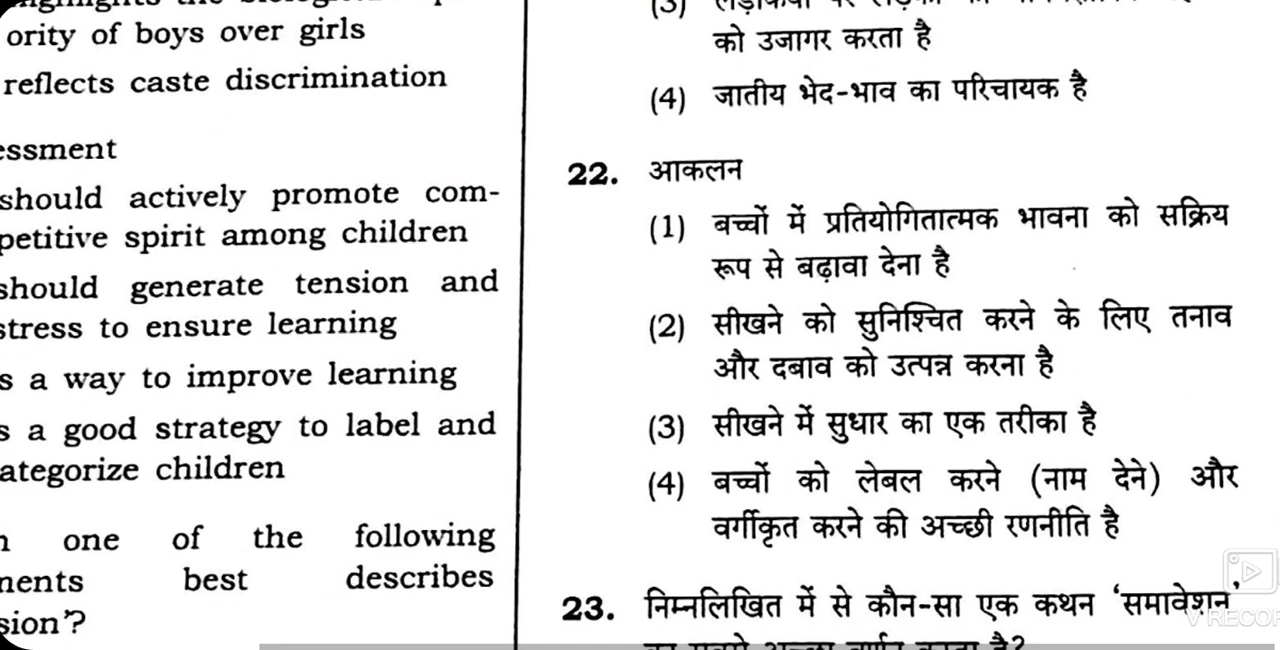 ority of boys over girls
reflects caste discrimination
essment
should actively promote com-
petitive spirit among children
should generate tension and
stress to ensure learning
s a way to improve learning
s a good strategy to label and
ategorize children
one of the following
nents best describes
sion’?
को उजागर करता है
(4) जातीय भेद-भाव का परिचायक है
22. आकलन
(1) बच्चों में प्रतियोगितात्मक भावना को सक्रिय
रूप से बढ़ावा देना है
(2) सीखने को सुनिश्चित करने के लिए तनाव
और दबाव को उत्पन्न करना है
(3) सीखने में सुधार का एक तरीका है
(4) बच्चों को लेबल करने (नाम देने) और
वर्गीकृत करने की अच्छी रणनीति है
23. निम्नलिखित में से कौन-सा एक कथन ‘समावेशन’
V RECOR